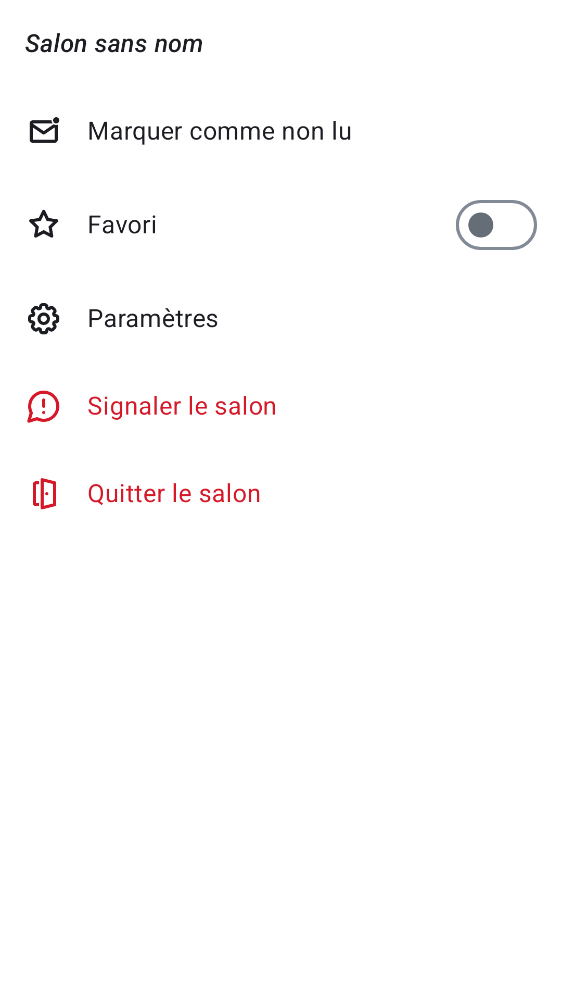 Salon sans nom
Marquer comme non lu
Favori
Paramètres
Signaler le salon
Quitter le salon